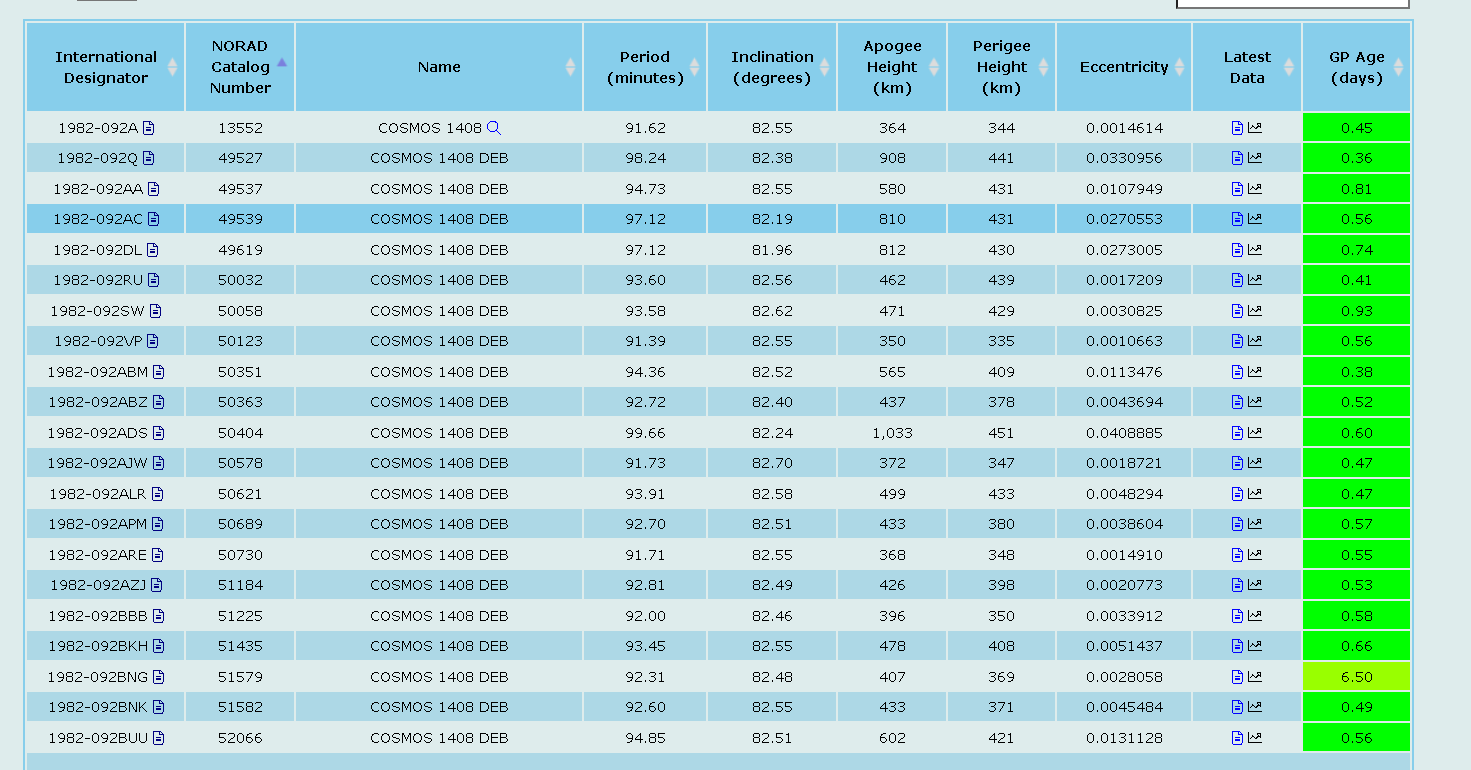 International Designator NORAD Catalog Number Name Period (minutes) Inclination (degrees) Apogee Height (km) Perigee Height (km) Eccentricity Latest Data GP Age (days)
1982-092A 13552 COSMOS 1408 91.62 82.55 364 344 0.0014614 0.45
1982-092Q 49527 COSMOS 1408 DEB 98.24 82.38 908 441 0.0330956 0.36
1982-092AA 49537 COSMOS 1408 DEB 94.73 82.55 580 431 0.0107949 0.81
1982-092AC 49539 COSMOS 1408 DEB 97.12 82.19 810 431 0.0270553 0.56
1982-092DL 49619 COSMOS 1408 DEB 97.12 81.96 812 430 0.0273005 0.74
1982-092RU 50032 COSMOS 1408 DEB 93.60 82.56 462 439 0.0017209 0.41
1982-092SW 50058 COSMOS 1408 DEB 93.58 82.62 471 429 0.0030825 0.93
1982-092VP 50123 COSMOS 1408 DEB 91.39 82.55 350 335 0.0010663 0.56
1982-092ABM 50351 COSMOS 1408 DEB 94.36 82.52 565 409 0.0113476 0.38
1982-092ABZ 50363 COSMOS 1408 DEB 92.72 82.40 437 378 0.0043694 0.52
1982-092ADS 50404 COSMOS 1408 DEB 99.66 82.24 1,033 451 0.0408885 0.60
1982-092AJW 50578 COSMOS 1408 DEB 91.73 82.70 372 347 0.0018721 0.47
1982-092ALR 50621 COSMOS 1408 DEB 93.91 82.58 499 433 0.0048294 0.47
1982-092APM 50689 COSMOS 1408 DEB 92.70 82.51 433 380 0.0038604 0.57
1982-092ARE 50730 COSMOS 1408 DEB 91.71 82.55 368 348 0.0014910 0.55
1982-092AZJ 51184 COSMOS 1408 DEB 92.81 82.49 426 398 0.0020773 0.53
1982-092BBB 51225 COSMOS 1408 DEB 92.00 82.46 396 350 0.0033912 0.58
1982-092BKH 51435 COSMOS 1408 DEB 93.45 82.55 478 408 0.0051437 0.66
1982-092BNG 51579 COSMOS 1408 DEB 92.31 82.48 407 369 0.0028058 6.50
1982-092BNK 51582 COSMOS 1408 DEB 92.60 82.55 433 371 0.0045484 0.49
1982-092BUU 52066 COSMOS 1408 DEB 94.85 82.51 602 421 0.0131128 0.56